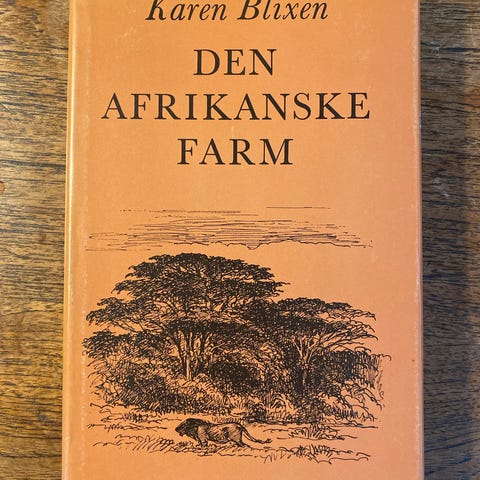 Karen Blixen
DEN
AFRIKANSKE
FARM